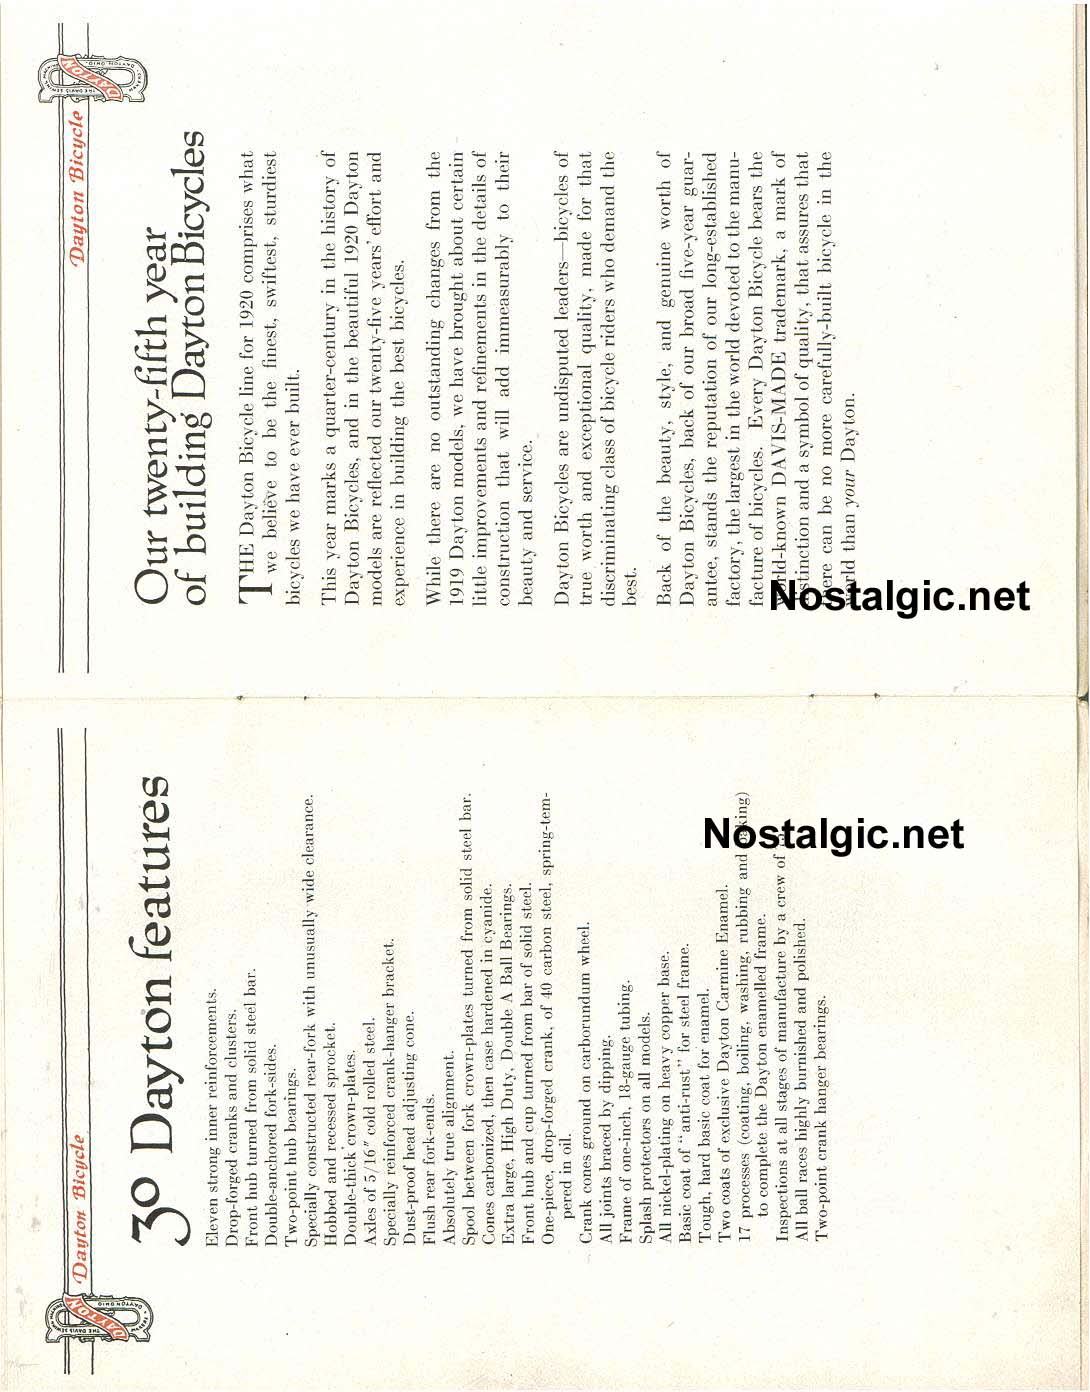 Dayton Bicycle
DAYTON
30 Dayton features
Eleven strong inner reinforcements.
Drop-forged cranks and clusters.
Front hub turned from solid steel bar.
Double-anchored fork-sides.
Two-point hub bearings.
Specially constructed rear-fork with unusually wide clearance.
Hobbed and recessed sprocket.
Double-thick crown-plates.
Axles of 5/16" cold rolled steel.
Specially reinforced crank-hanger bracket.
Dust-proof head adjusting cone.
Flush rear fork-ends.
Absolutely true alignment.
Spool between fork crown-plates turned from solid steel bar.
Cones carbonized, then case hardened in cyanide.
Extra large, High Duty, Double A Ball Bearings.
Front hub and cup turned from bar of solid steel.
One-piece, drop-forged crank, of 40 carbon steel, spring-tem-
pered in oil.
Crank cones ground on carborundum wheel.
All joints braced by dipping.
Frame of one-inch, 18-gauge tubing.
Splash protectors on all models.
All nickel-plating on heavy copper base.
Basic coat of "anti-rust" for steel frame.
Tough, hard basic coat for enamel.
Two coats of exclusive Dayton Carmine Enamel.
17 processes (coating, boiling, washing, rubbing and baking)
to complete the Dayton enamelled frame.
Inspections at all stages of manufacture by a crew of
All ball races highly burnished and polished.
Two-point crank hanger bearings.
Nostalgic.net
Dayton Bicycle
DAYTON
Our twenty-fifth year
of building Dayton Bicycles
THE Dayton Bicycle line for 1920 comprises what
we believe to be the finest, swiftest, sturdiest
bicycles we have ever built.
This year marks a quarter-century in the history of
Dayton Bicycles, and in the beautiful 1920 Dayton
models are reflected our twenty-five years' effort and
experience in building the best bicycles.
While there are no outstanding changes from the
1919 Dayton models, we have brought about certain
little improvements and refinements in the details of
construction that will add immeasurably to their
beauty and service.
Dayton Bicycles are undisputed leaders—bicycles of
true worth and exceptional quality, made for that
discriminating class of bicycle riders who demand the
best.
Back of the beauty, style, and genuine worth of
Dayton Bicycles, back of our broad five-year guar-
antee, stands the reputation of our long-established
factory, the largest in the world devoted to the manu-
facture of bicycles. Every Dayton Bicycle bears the
world-known DAVIS-MADE trademark, a mark of
distinction and a symbol of quality, that assures that
there can be no more carefully-built bicycle in the
world than your Dayton.
Nostalgic.net